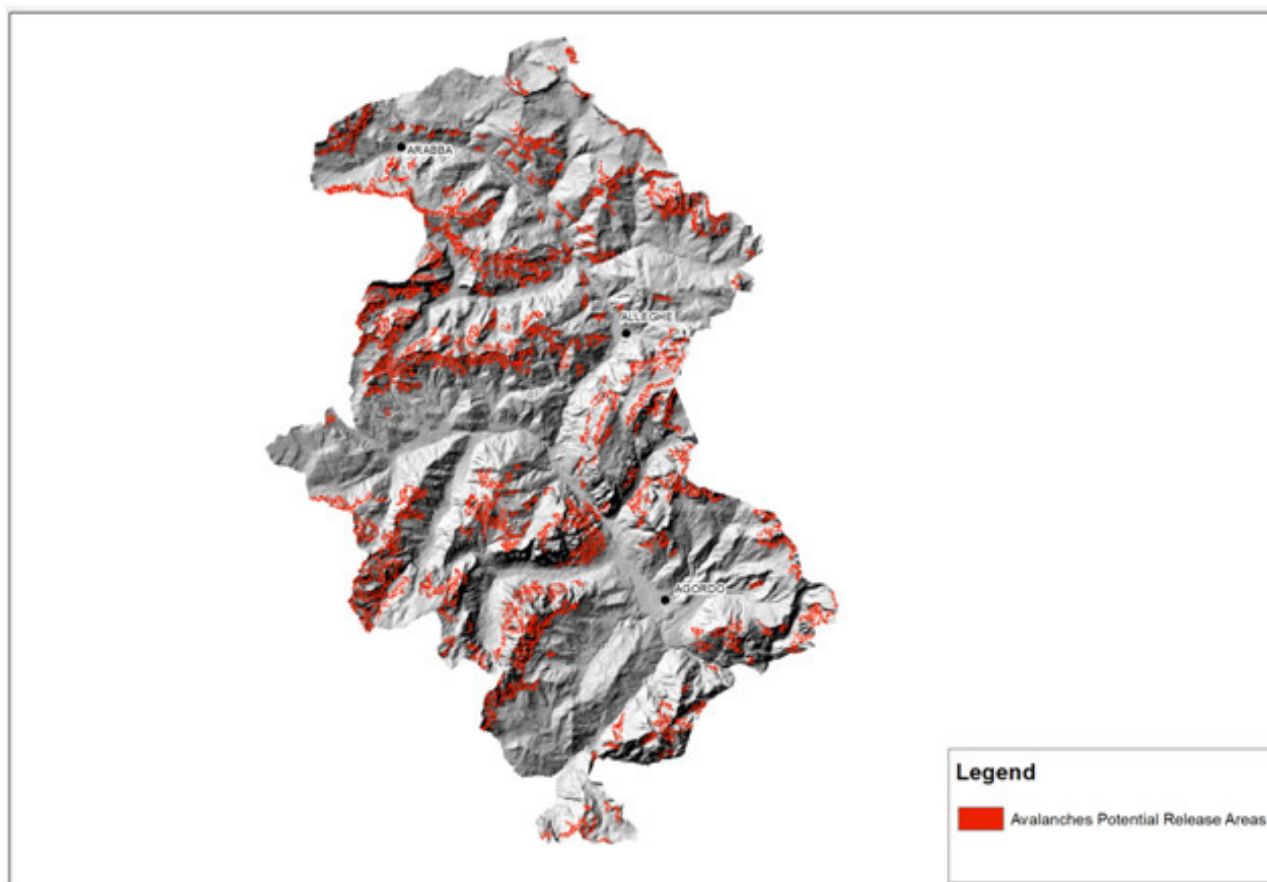 ARABBA
ALLEGHE
AGORDO
Legend
Avalanches Potential Release Areas